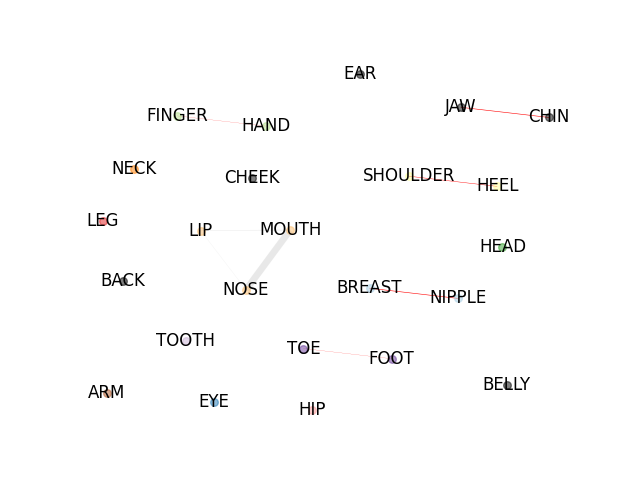 EAR
JAW
CHIN
FINGER
HAND
NECK
CHEEK
SHOULDER
HEEL
LEG
LIP
MOUTH
HEAD
BACK
NOSE
BREAST
NIPPLE
TOOTH
TOE
FOOT
BELLY
ARM
EYE
HIP